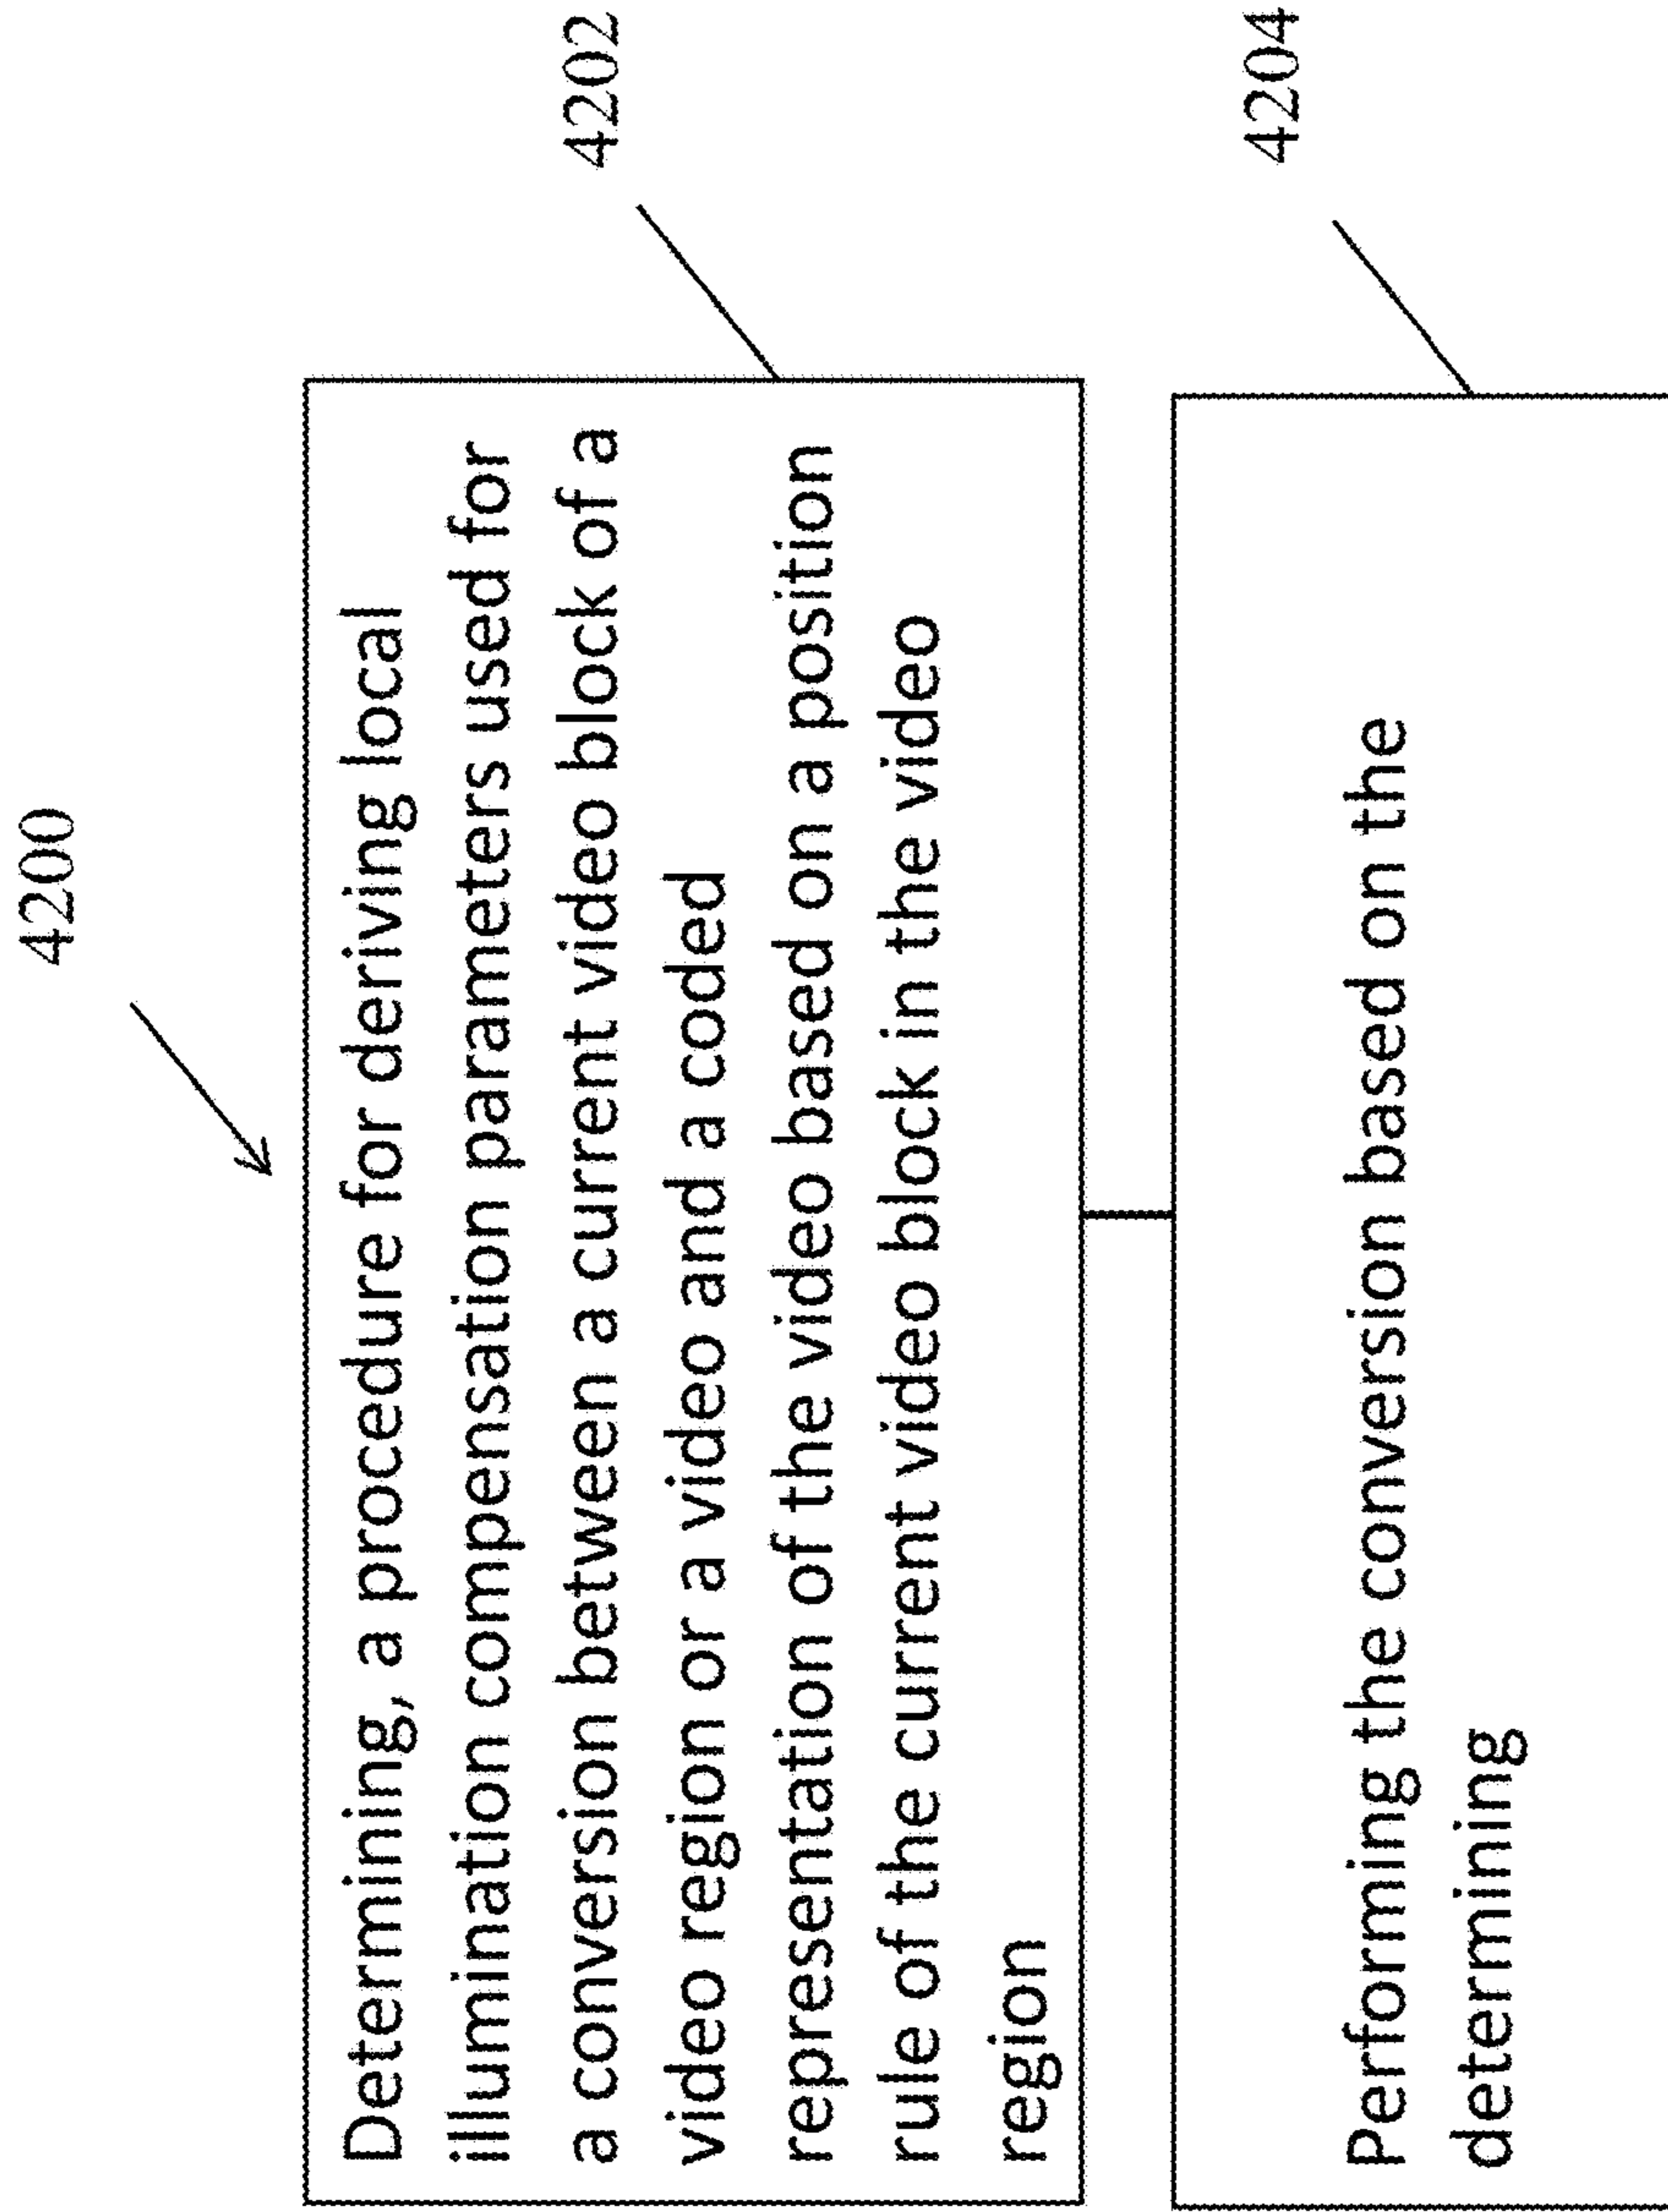 4200
Determining, a procedure for deriving local
illumination compensation parameters used for
a conversion between a current video block of a
video region or a video and a coded
representation of the video based on a position
rule of the current video block in the video
region
4202
Performing the conversion based on the
determining
4204